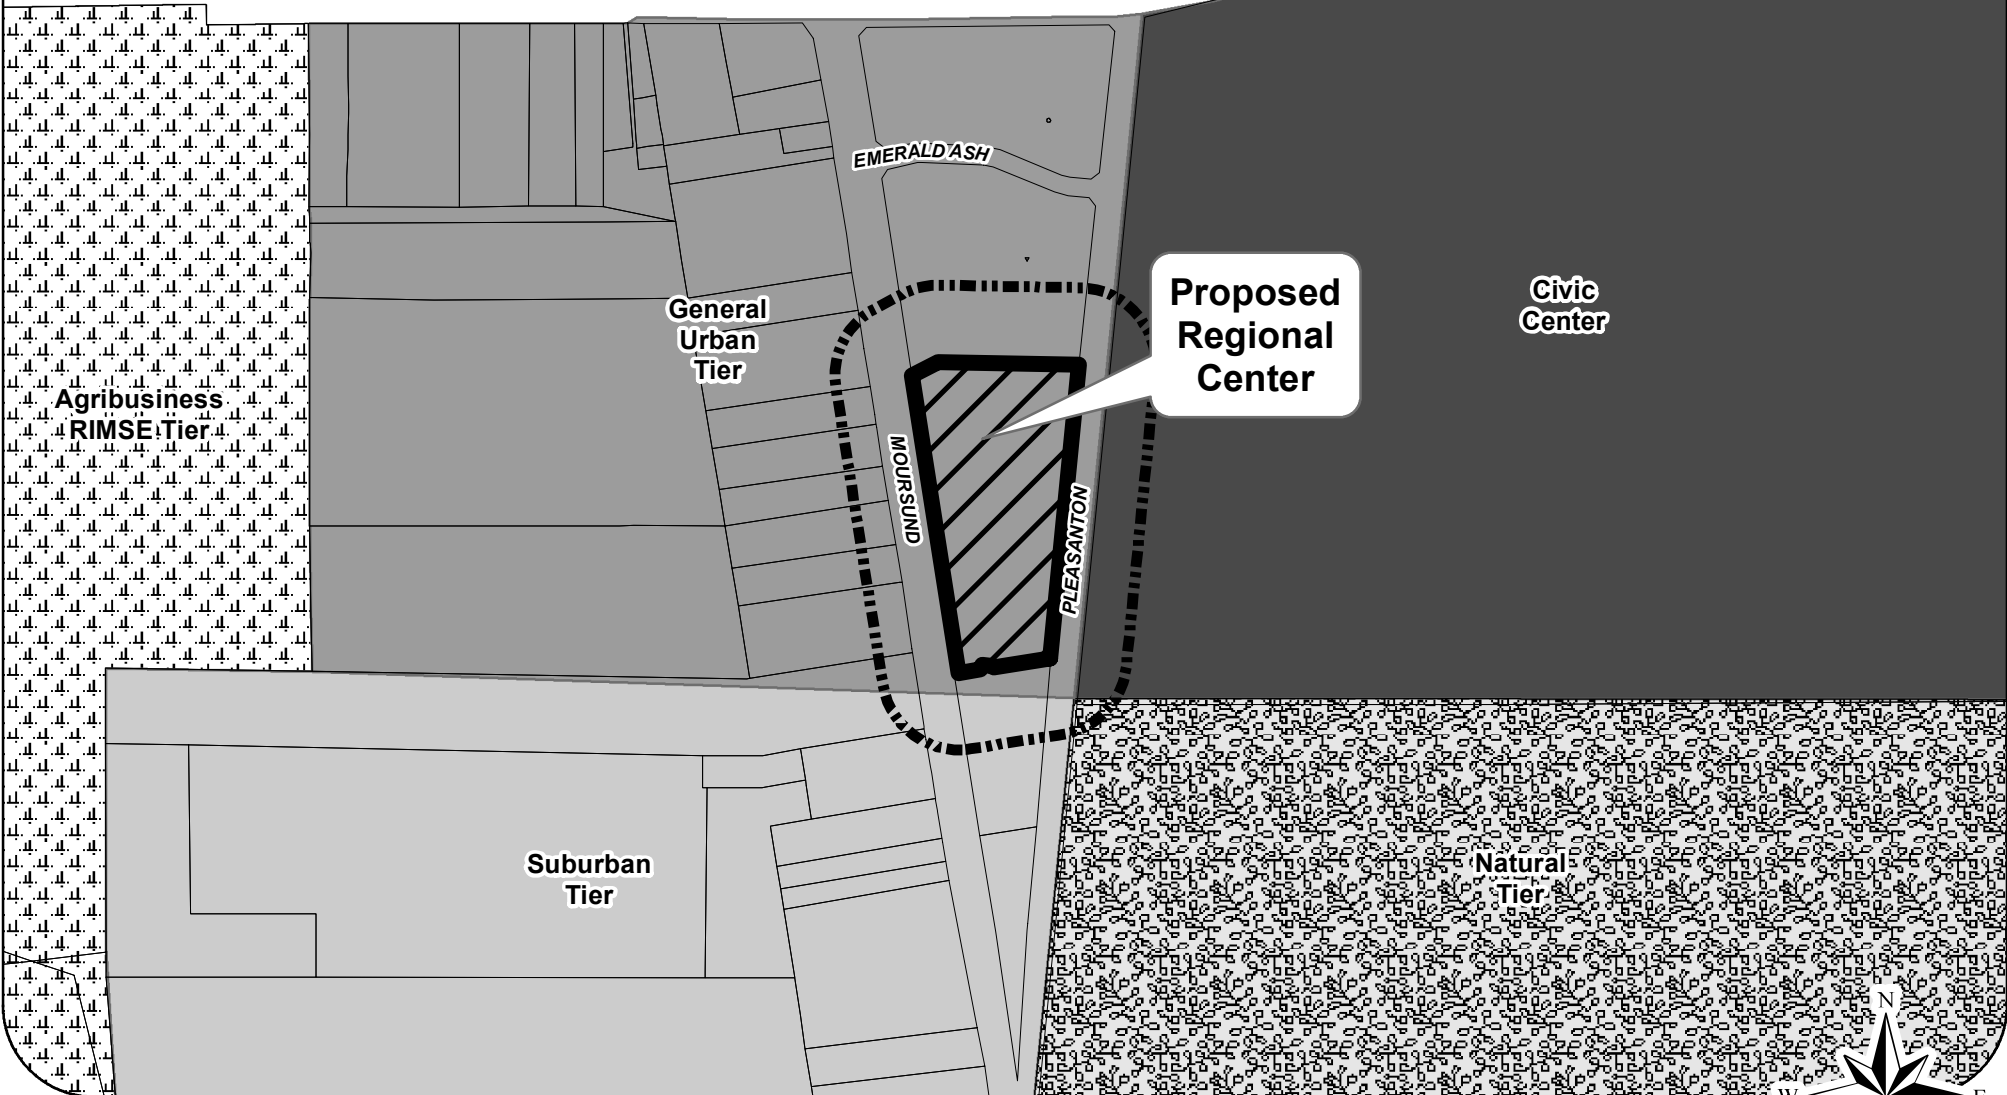 EMERALD ASH
General
Urban
Tier
Proposed
Regional
Center
Civic
Center
Agribusiness
RIMSE Tier
MOURSUND
PLEASANTON
Suburban
Tier
Natural
Tier
N
W
E